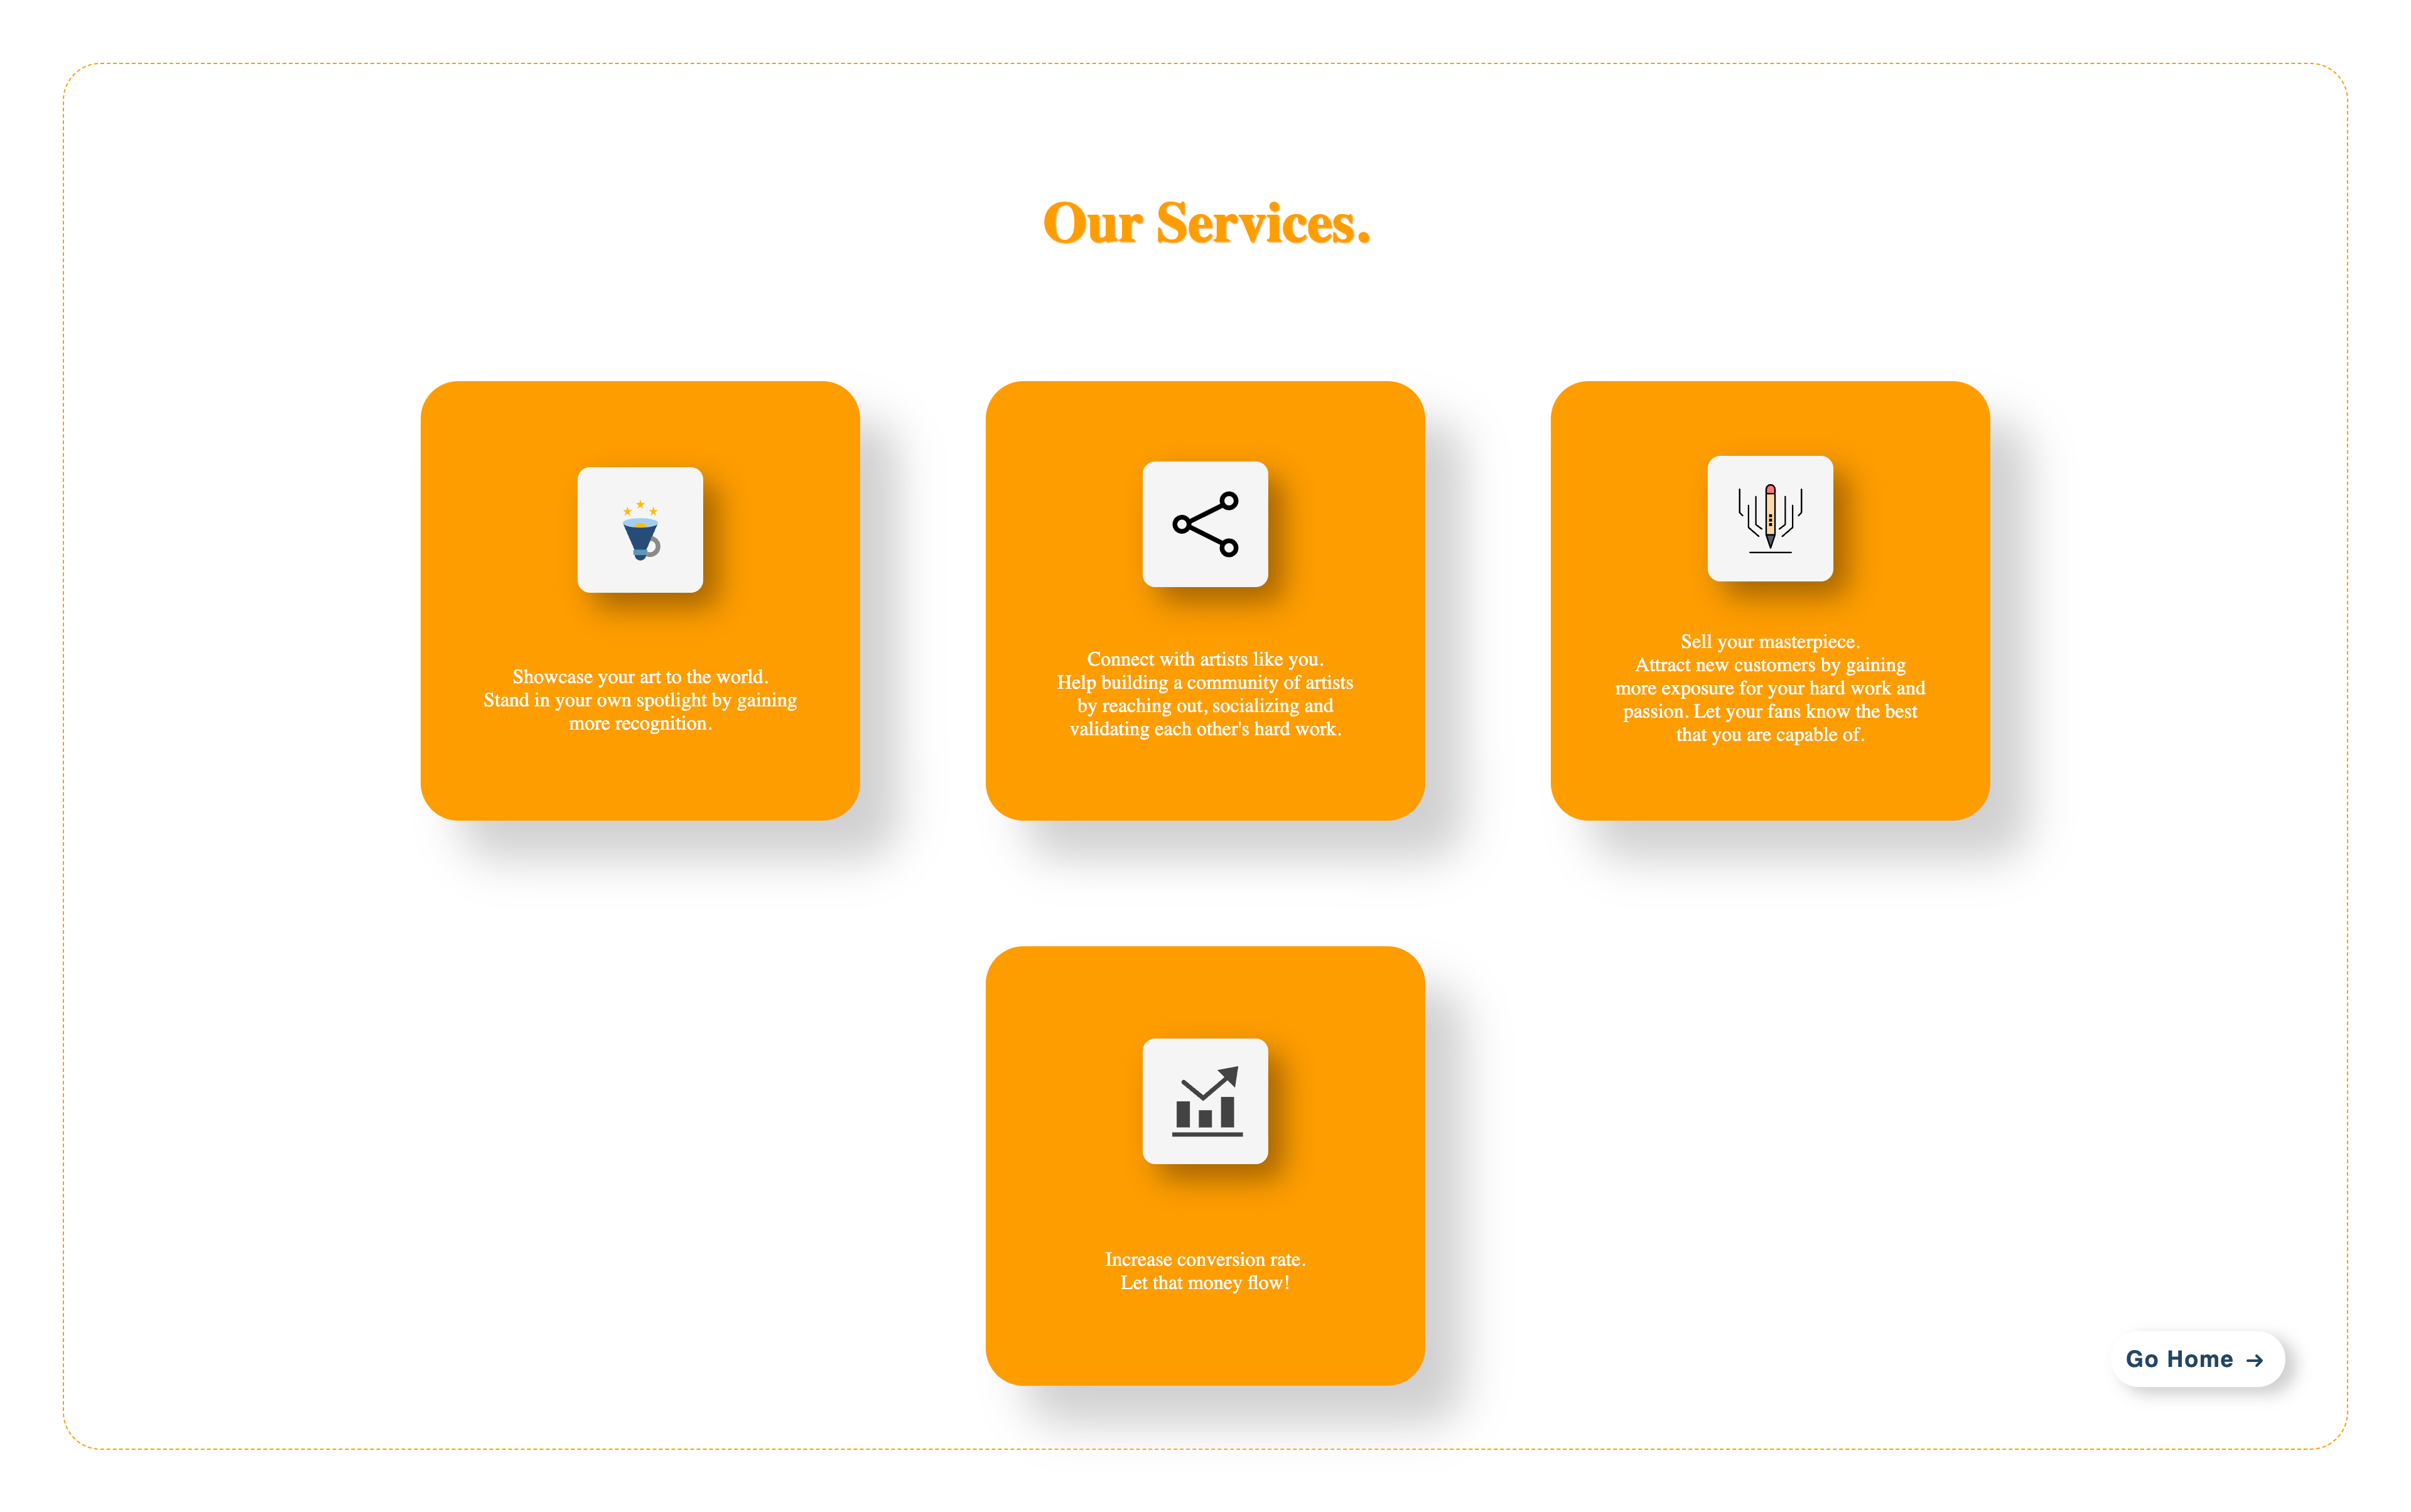 Our Services.
Showcase your art to the world.
Stand in your own spotlight by gaining
more recognition.
Connect with artists like you.
Help building a community of artists
by reaching out, socializing and
validating each other's hard work.
Sell your masterpiece.
Attract new customers by gaining
more exposure for your hard work and
passion. Let your fans know the best
that you are capable of.
Increase conversion rate.
Let that money flow!
Go Home →